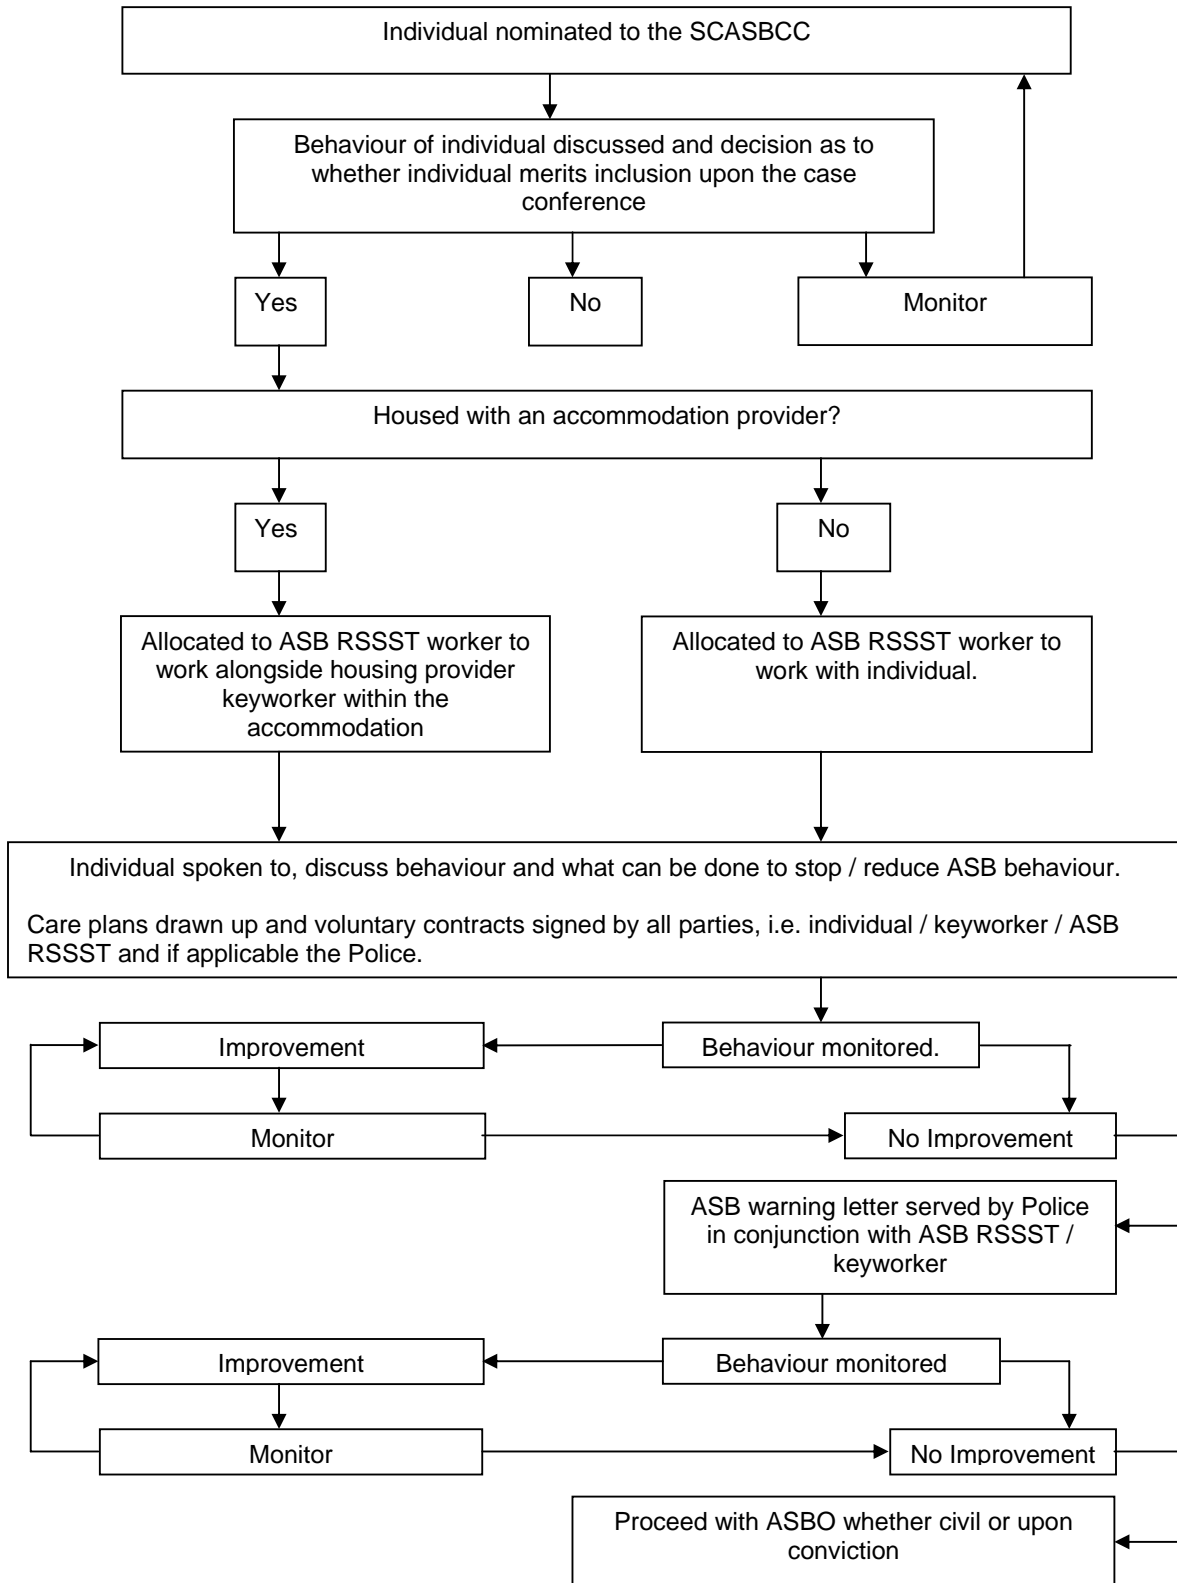 Individual nominated to the SCASBCC
Behaviour of individual discussed and decision as to
whether individual merits inclusion upon the case
conference
Yes
No
Monitor
Housed with an accommodation provider?
Yes
No
Allocated to ASB RSSST worker to
work alongside housing provider
keyworker within the
accommodation
Allocated to ASB RSSST worker to
work with individual.
Individual spoken to, discuss behaviour and what can be done to stop / reduce ASB behaviour.
Care plans drawn up and voluntary contracts signed by all parties, i.e. individual / keyworker / ASB
RSSST and if applicable the Police.
Improvement
Behaviour monitored.
Monitor
No Improvement
ASB warning letter served by Police
in conjunction with ASB RSSST /
keyworker
Improvement
Behaviour monitored
Monitor
No Improvement
Proceed with ASBO whether civil or upon
conviction